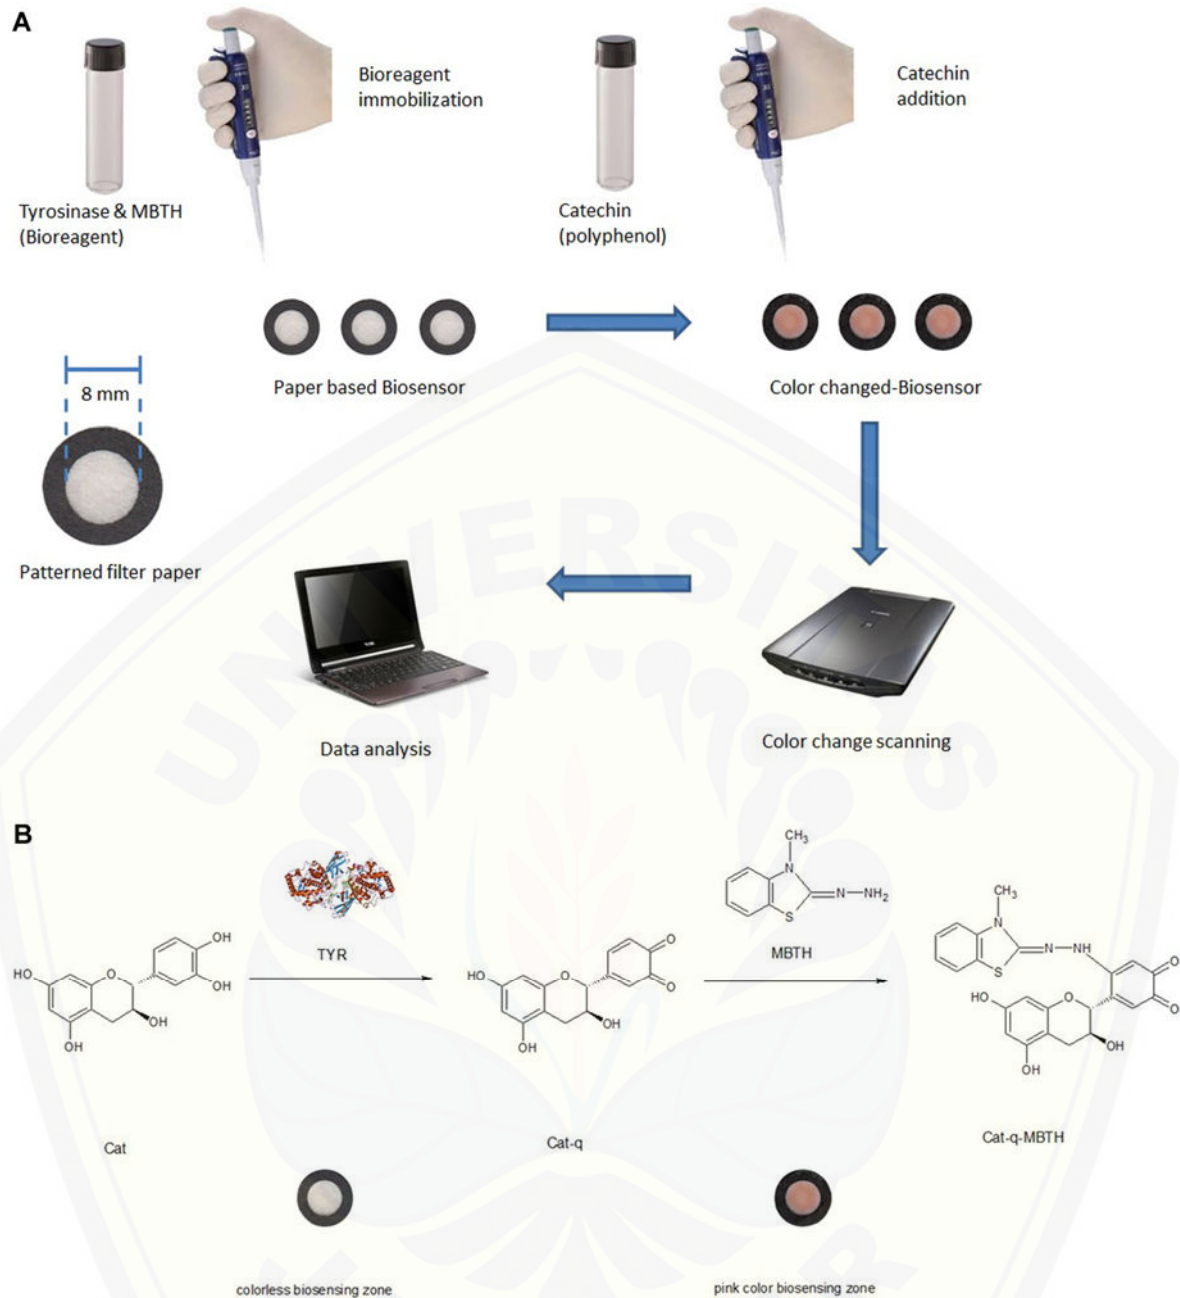 A
Bioreagent
immobilization
Catechin
addition
Tyrosinase & MBTH
(Bioreagent)
Catechin
(polyphenol)
8 mm
Paper based Biosensor
Color changed-Biosensor
Patterned filter paper
Data analysis
Color change scanning
UNIVERSITAS
B
TYR
CH3
N
S
N
NH2
MBTH
OH
HO
O
OH
OH
OH
Cat
HO
O
O
O
OH
OH
Cat-q
CH3
N
S
N
NH
O
O
HO
O
OH
OH
Cat-q-MBTH
colorless biosensing zone
pink color biosensing zone